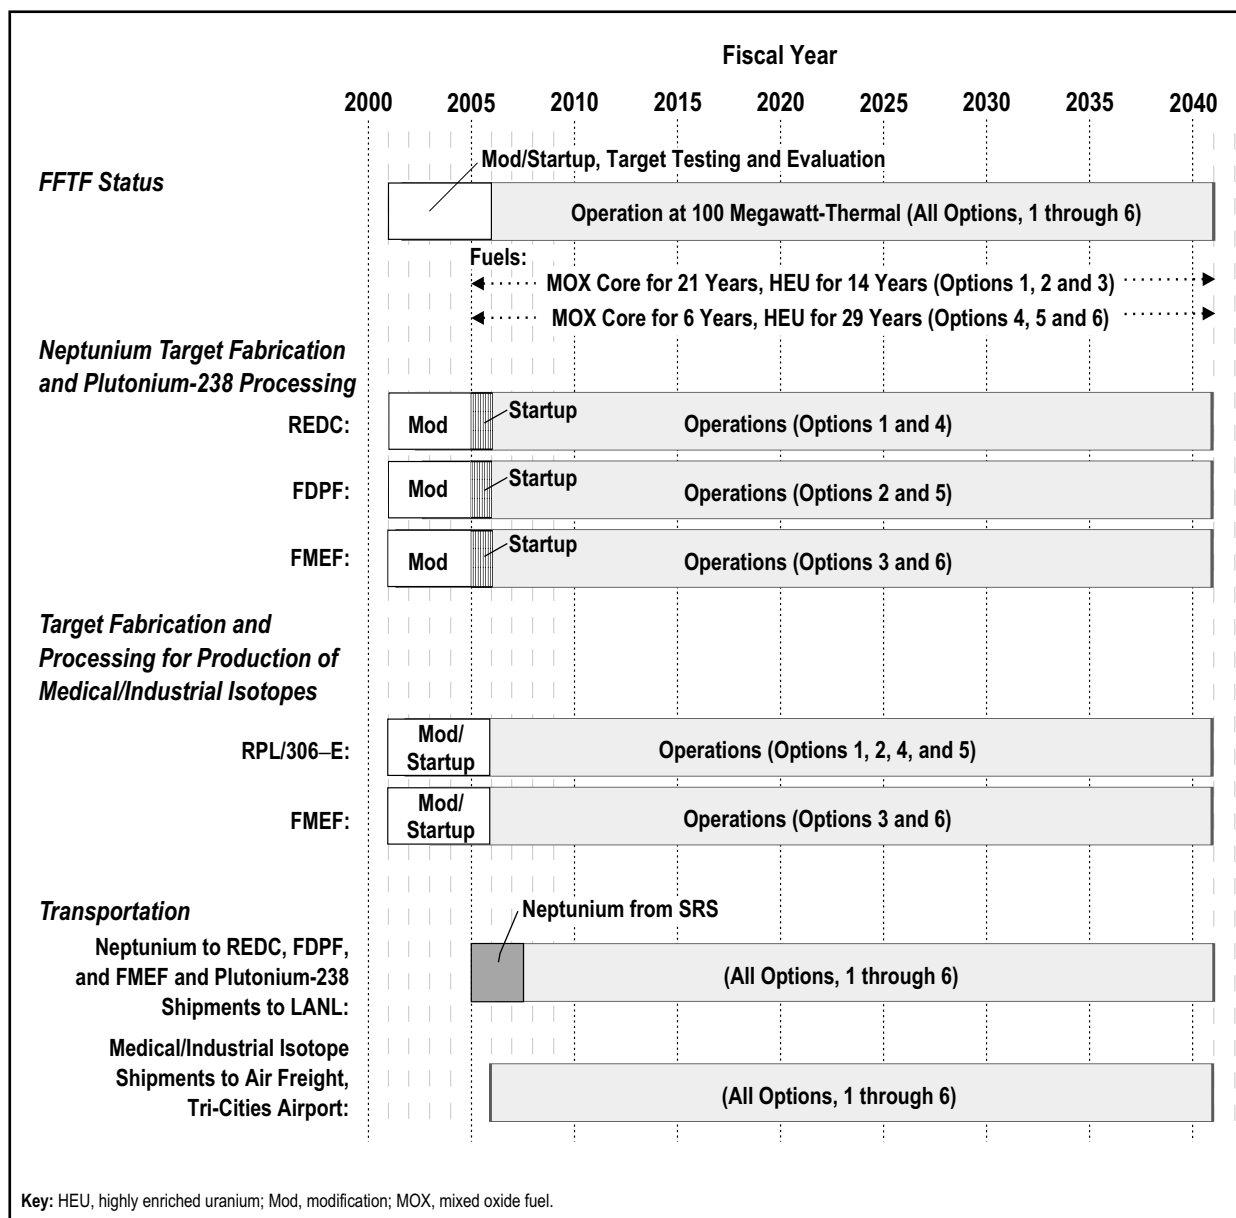 Fiscal Year
2000 2005 2010 2015 2020 2025 2030 2035 2040
Mod/Startup, Target Testing and Evaluation
FFTF Status
Operation at 100 Megawatt-Thermal (All Options, 1 through 6)
Fuels:
MOX Core for 21 Years, HEU for 14 Years (Options 1, 2 and 3)
MOX Core for 6 Years, HEU for 29 Years (Options 4, 5 and 6)
Neptunium Target Fabrication
and Plutonium-238 Processing
REDC: Mod Startup Operations (Options 1 and 4)
FDPF: Mod Startup Operations (Options 2 and 5)
FMEF: Mod Startup Operations (Options 3 and 6)
Target Fabrication and
Processing for Production of
Medical/Industrial Isotopes
RPL/306–E:
Mod/
Startup
Operations (Options 1, 2, 4, and 5)
FMEF:
Mod/
Startup
Operations (Options 3 and 6)
Transportation
Neptunium from SRS
Neptunium to REDC, FDPF,
and FMEF and Plutonium-238
Shipments to LANL:
(All Options, 1 through 6)
Medical/Industrial Isotope
Shipments to Air Freight,
Tri-Cities Airport:
(All Options, 1 through 6)
Key: HEU, highly enriched uranium; Mod, modification; MOX, mixed oxide fuel.